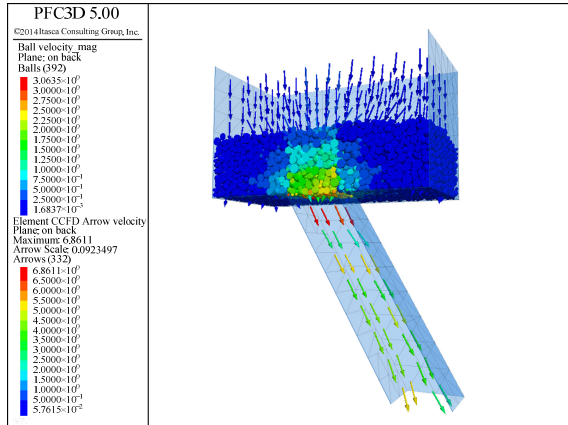 PFC3D 5.00
©2014Itasca Consulting Group, Inc.
Ball velocity_mag
Plane: on back
Balls (392)
3.0635×10⁰
3.0000×10⁰
2.7500×10⁰
2.5000×10⁰
2.2500×10⁰
2.0000×10⁰
1.7500×10⁰
1.5000×10⁰
1.2500×10⁰
1.0000×10⁰
7.5000×10⁻¹
5.0000×10⁻¹
2.5000×10⁻¹
1.6837×10⁻³
Element CCFD Arrow velocity
Plane: on back
Maximum: 6.8611
Arrow Scale: 0.0923497
Arrows (332)
6.8611×10⁰
6.5000×10⁰
6.0000×10⁰
5.5000×10⁰
5.0000×10⁰
4.5000×10⁰
4.0000×10⁰
3.5000×10⁰
3.0000×10⁰
2.5000×10⁰
2.0000×10⁰
1.5000×10⁰
1.0000×10⁰
5.0000×10⁻¹
5.7615×10⁻²